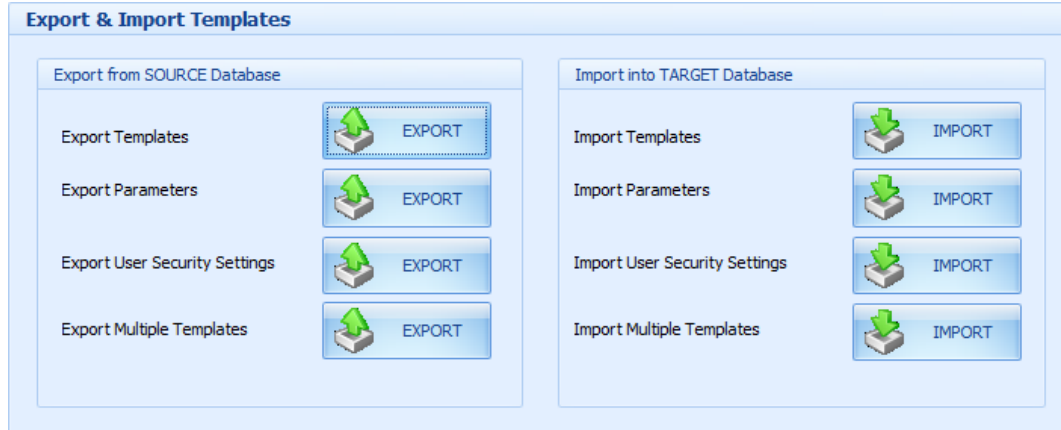 Export & Import Templates
Export from SOURCE Database
Export Templates EXPORT
Export Parameters EXPORT
Export User Security Settings EXPORT
Export Multiple Templates EXPORT
Import into TARGET Database
Import Templates IMPORT
Import Parameters IMPORT
Import User Security Settings IMPORT
Import Multiple Templates IMPORT